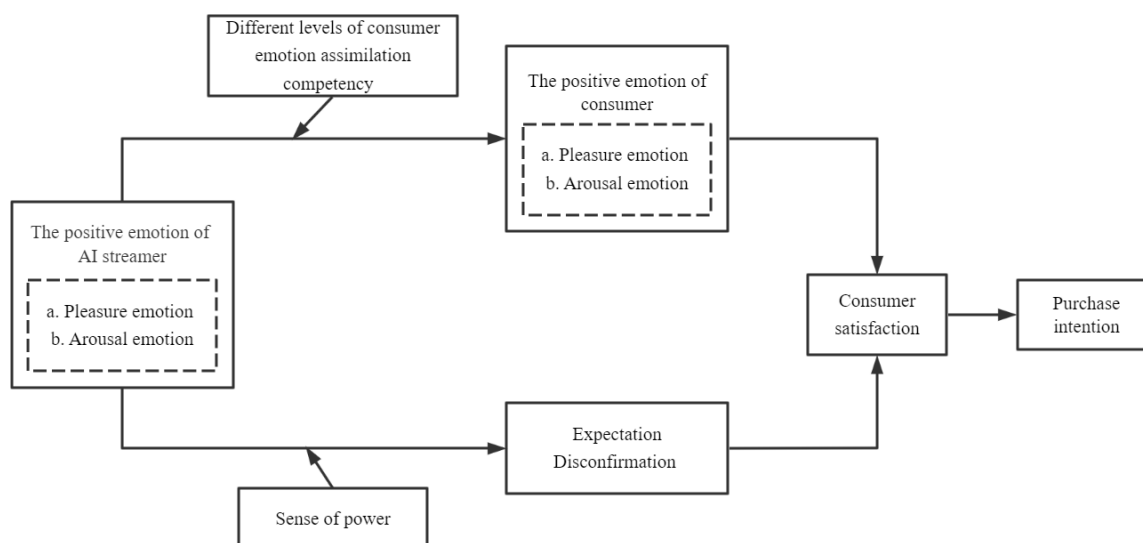 Different levels of consumer
emotion assimilation
competency
The positive emotion of
consumer
a. Pleasure emotion
b. Arousal emotion
The positive emotion of
AI streamer
a. Pleasure emotion
b. Arousal emotion
Consumer
satisfaction
Purchase
intention
Expectation
Disconfirmation
Sense of power